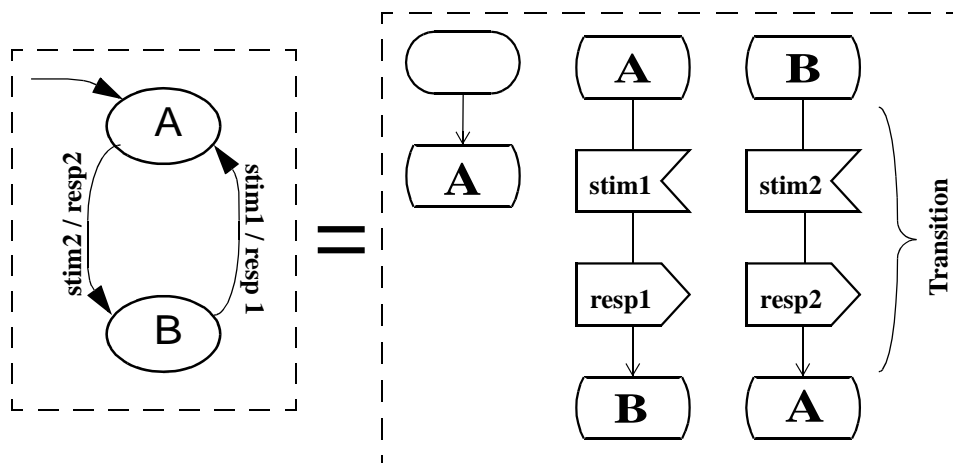 A
stim2 / resp2
stim1 / resp 1
B
=
A
A
stim1
resp1
B
B
stim2
resp2
A
Transition